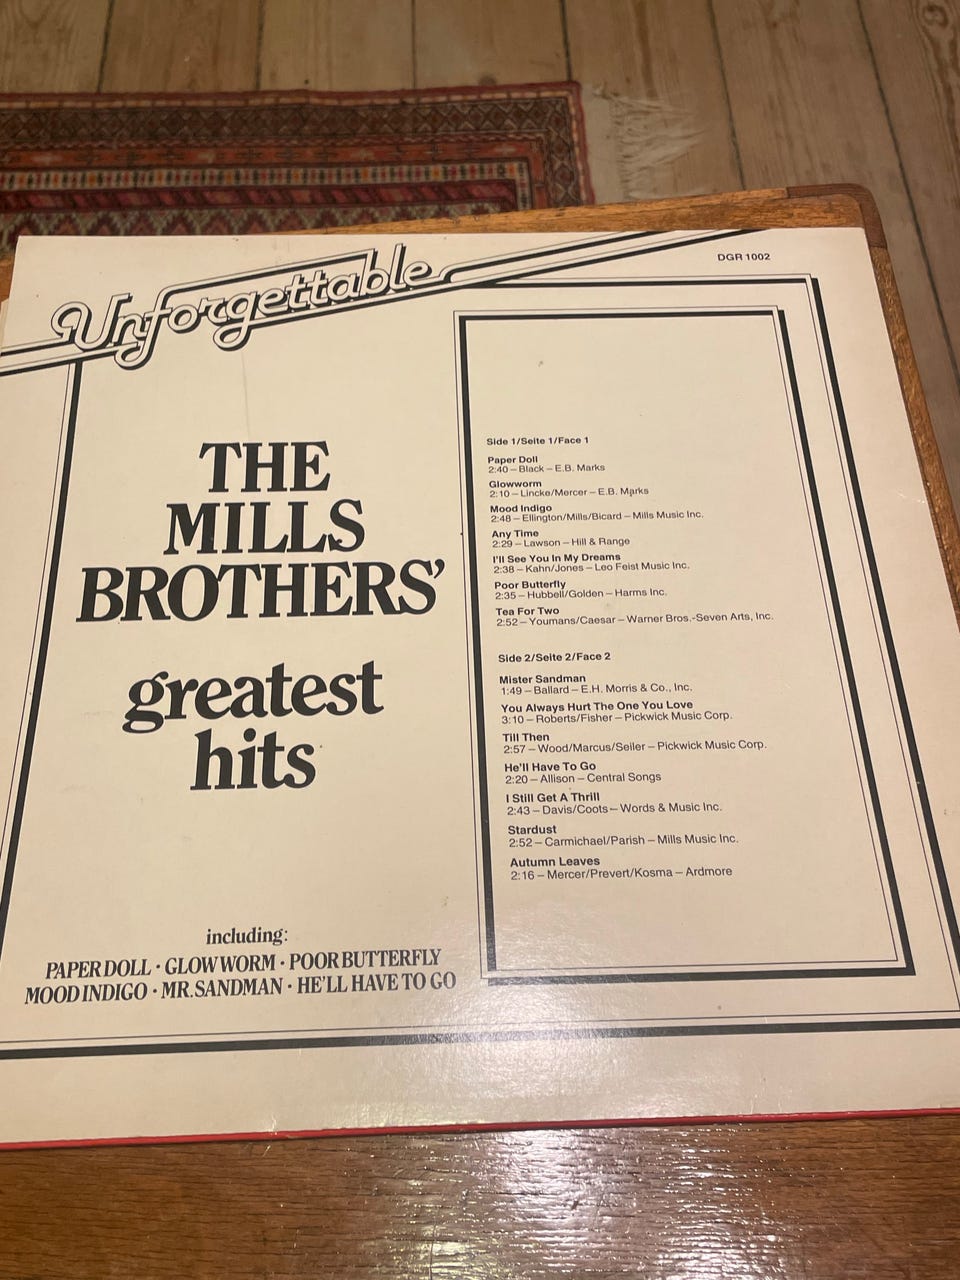 Unforgettable
DGR 1002
THE
MILLS
BROTHERS'
greatest
hits
including:
PAPER DOLL · GLOW WORM · POOR BUTTERFLY
MOOD INDIGO · MR. SANDMAN · HE'LL HAVE TO GO
Side 1/Seite 1/Face 1
Paper Doll
2:40 – Black – E.B. Marks
Glowworm
2:10 – Lincke/Mercer – E.B. Marks
Mood Indigo
2:48 – Ellington/Mills/Bicard – Mills Music Inc.
Any Time
2:29 – Lawson – Hill & Range
I'll See You In My Dreams
2:38 – Kahn/Jones – Leo Feist Music Inc.
Poor Butterfly
2:35 – Hubbell/Golden – Harms Inc.
Tea For Two
2:52 – Youmans/Caesar – Warner Bros.-Seven Arts, Inc.
Side 2/Seite 2/Face 2
Mister Sandman
1:49 – Ballard – E.H. Morris & Co., Inc.
You Always Hurt The One You Love
3:10 – Roberts/Fisher – Pickwick Music Corp.
Till Then
2:57 – Wood/Marcus/Seiler – Pickwick Music Corp.
He'll Have To Go
2:20 – Allison – Central Songs
I Still Get A Thrill
2:43 – Davis/Coots – Words & Music Inc.
Stardust
2:52 – Carmichael/Parish – Mills Music Inc.
Autumn Leaves
2:16 – Mercer/Prevert/Kosma – Ardmore